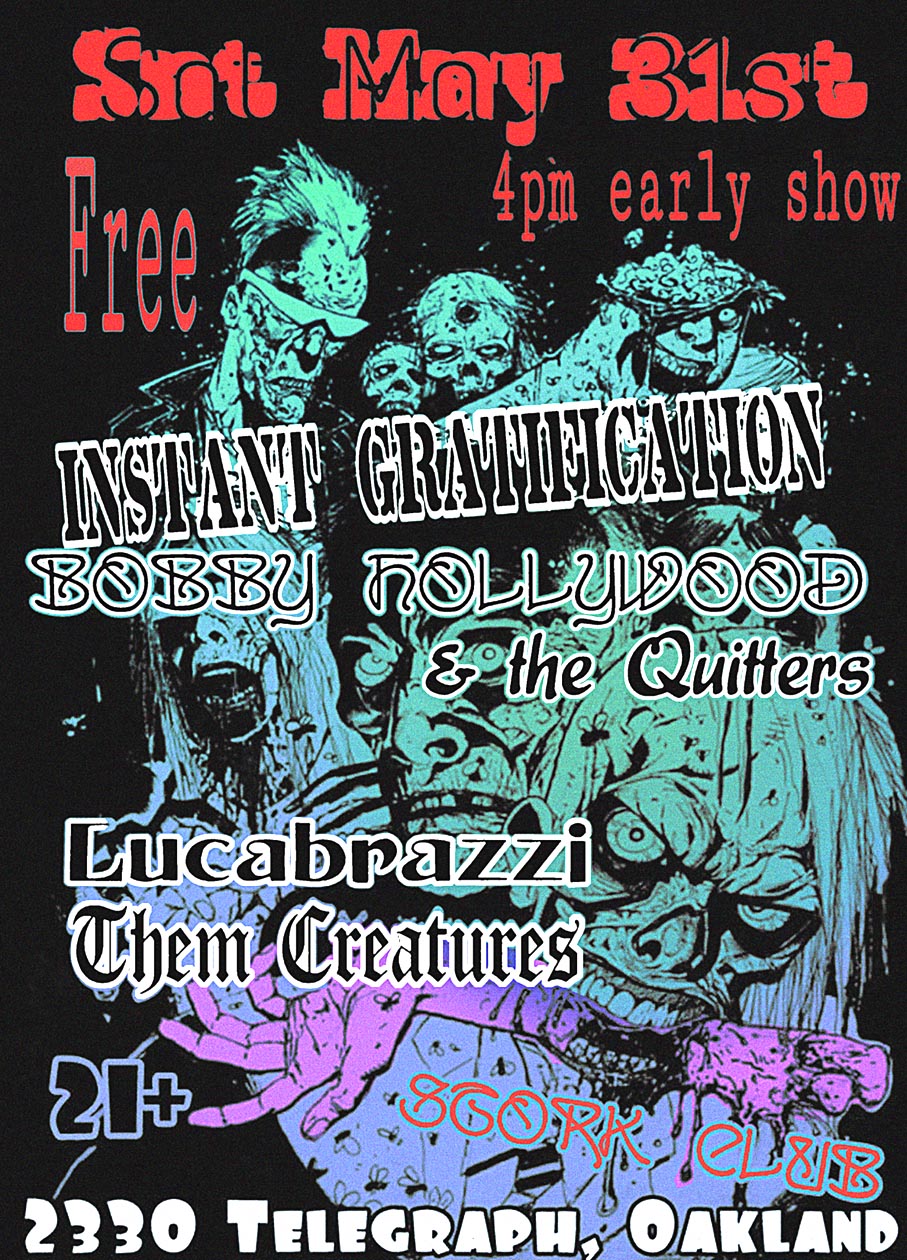 Sat May 31st
Free
4pm early show
INSTANT GRATIFICATION
BOBBY HOLLYWOOD
& the Quitters
Lucabrazzi
Them Creatures
21+
STORK CLUB
2330 TELEGRAPH, OAKLAND